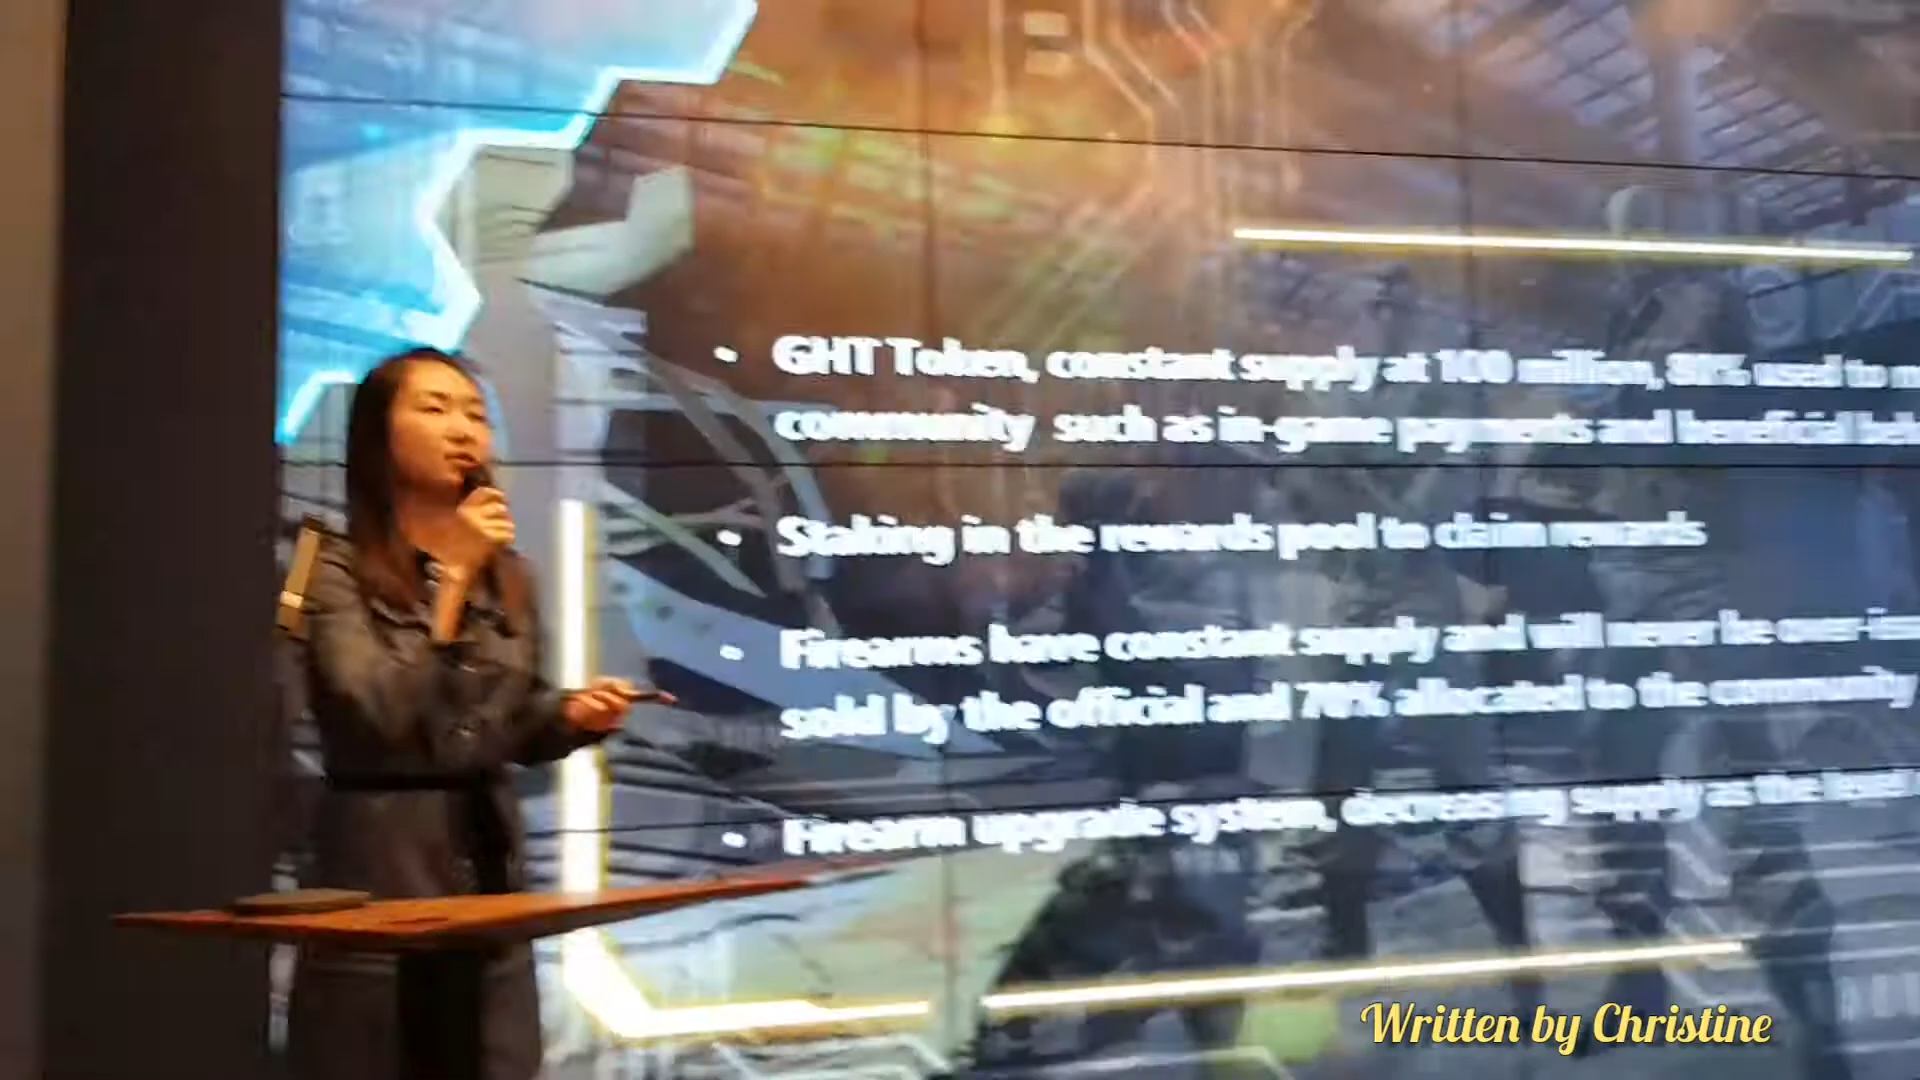 - GHT Token, constant supply at 100 million, 81% used to
community such as in-game payments and beneficial
- Staking in the rewards pool to claim rewards
- Firearms have constant supply and will never be
sold by the official and 70% allocated to the community
- Firearm upgrade system, decreasing supply as the level
Written by Christine